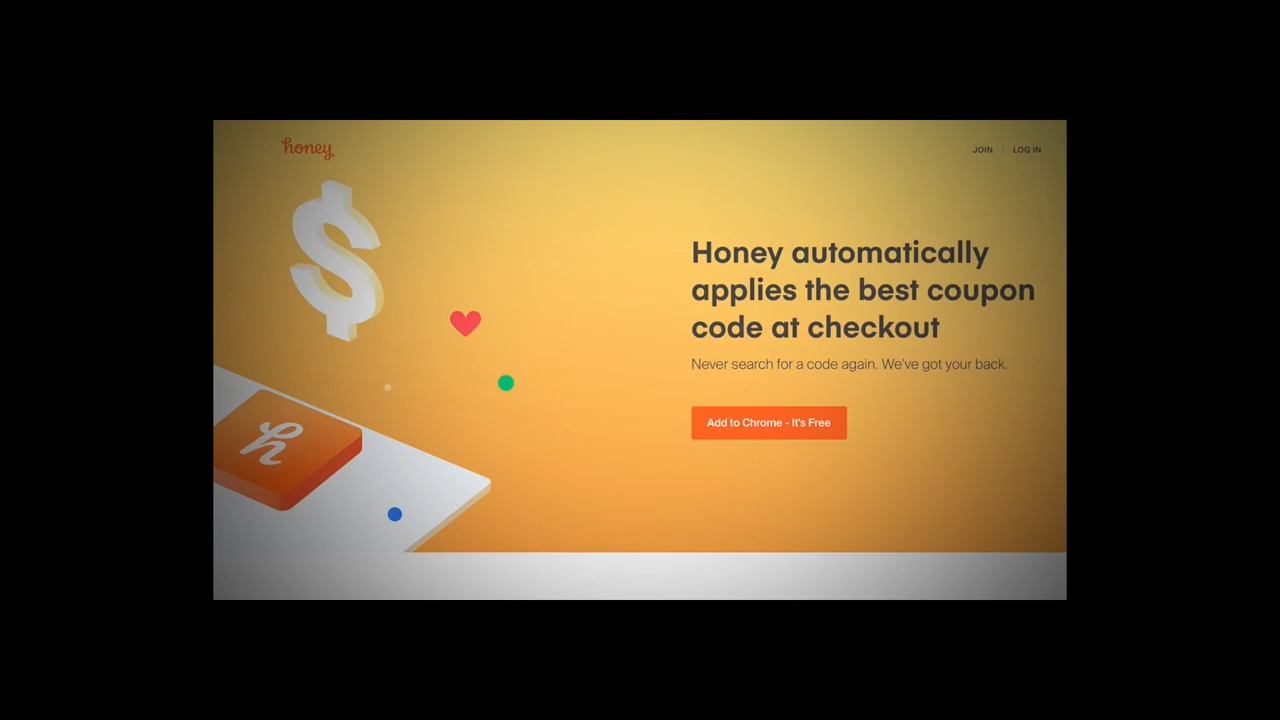 honey
JOIN
LOG IN
Honey automatically
applies the best coupon
code at checkout
Never search for a code again. We've got your back.
Add to Chrome - It's Free
h